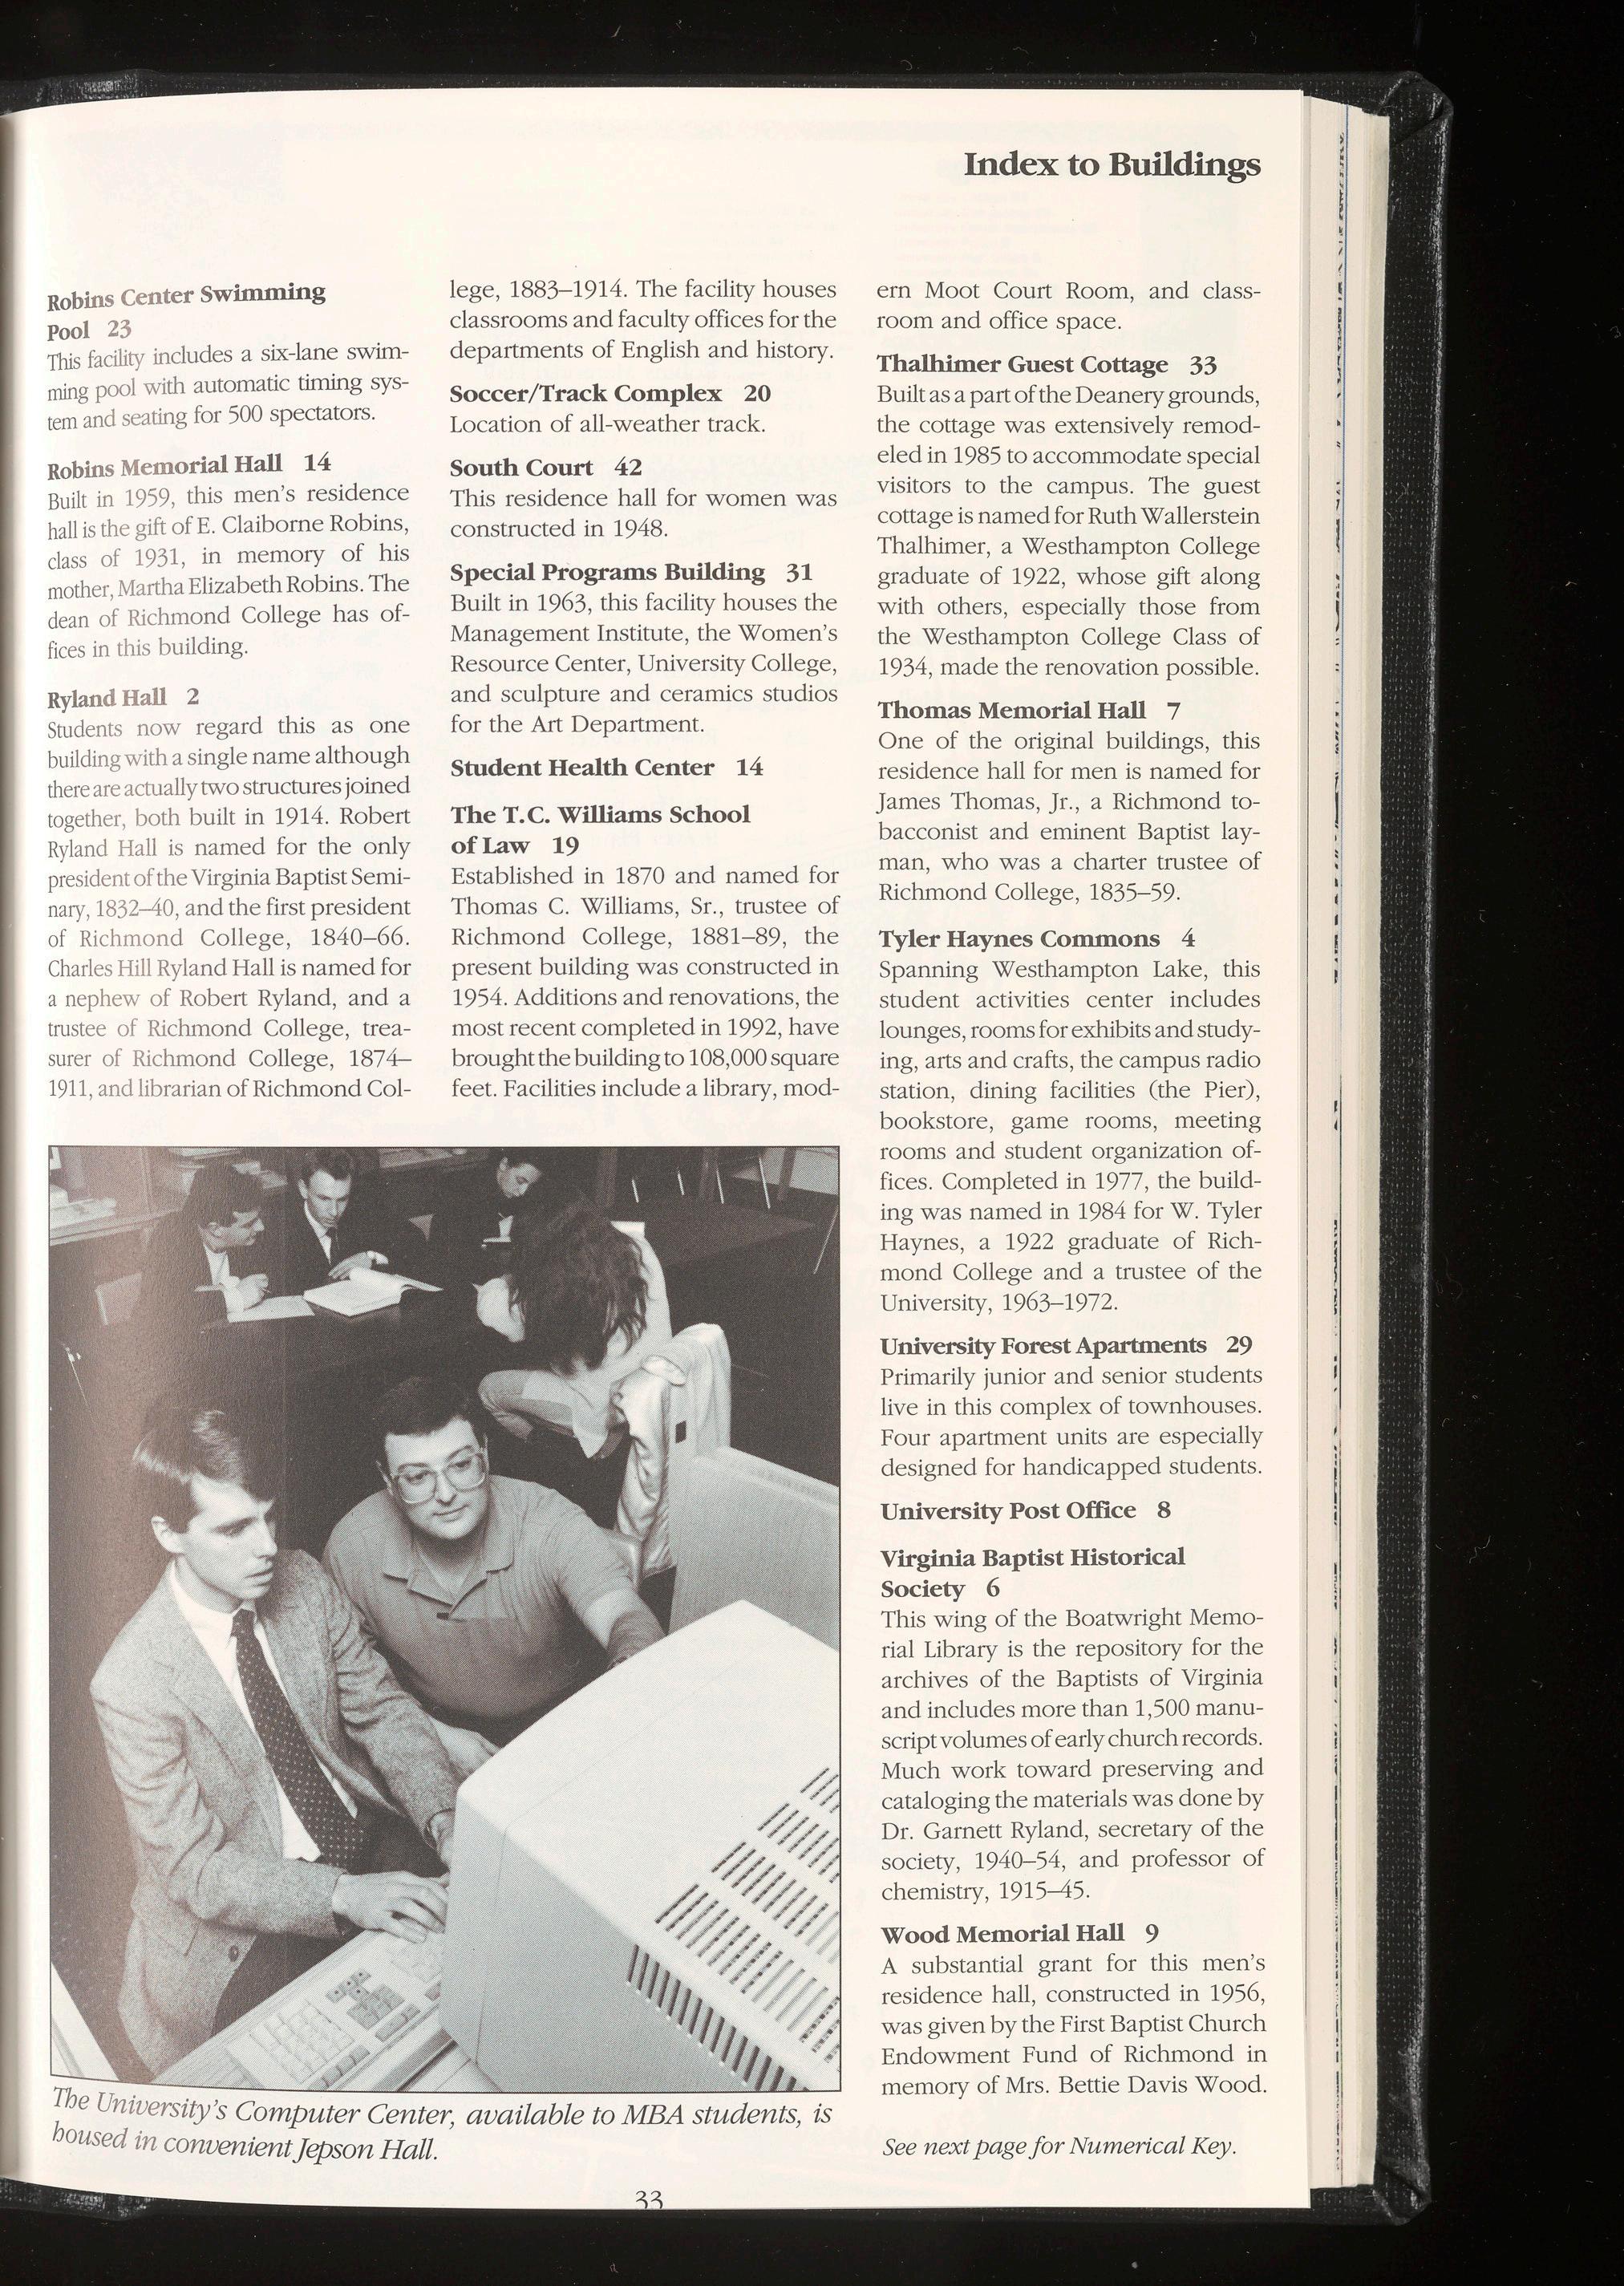 Index to Buildings
Robins Center Swimming
Pool 23
This facility includes a six-lane swim-
ming pool with automatic timing sys-
tem and seating for 500 spectators.
Robins Memorial Hall 14
Built in 1959, this men's residence
hall is the gift of E. Claiborne Robins,
class of 1931, in memory of his
mother, Martha Elizabeth Robins. The
dean of Richmond College has of-
fices in this building.
Ryland Hall 2
Students now regard this as one
building with a single name although
there are actually two structures joined
together, both built in 1914. Robert
Ryland Hall is named for the only
president of the Virginia Baptist Semi-
nary, 1832–40, and the first president
of Richmond College, 1840–66.
Charles Hill Ryland Hall is named for
a nephew of Robert Ryland, and a
trustee of Richmond College, trea-
surer of Richmond College, 1874–
1911, and librarian of Richmond Col-
lege, 1883–1914. The facility houses
classrooms and faculty offices for the
departments of English and history.
Soccer/Track Complex 20
Location of all-weather track.
South Court 42
This residence hall for women was
constructed in 1948.
Special Programs Building 31
Built in 1963, this facility houses the
Management Institute, the Women's
Resource Center, University College,
and sculpture and ceramics studios
for the Art Department.
Student Health Center 14
The T.C. Williams School
of Law 19
Established in 1870 and named for
Thomas C. Williams, Sr., trustee of
Richmond College, 1881–89, the
present building was constructed in
1954. Additions and renovations, the
most recent completed in 1992, have
brought the building to 108,000 square
feet. Facilities include a library, mod-
ern Moot Court Room, and class-
room and office space.
Thalhimer Guest Cottage 33
Built as a part of the Deanery grounds,
the cottage was extensively remod-
eled in 1985 to accommodate special
visitors to the campus. The guest
cottage is named for Ruth Wallerstein
Thalhimer, a Westhampton College
graduate of 1922, whose gift along
with others, especially those from
the Westhampton College Class of
1934, made the renovation possible.
Thomas Memorial Hall 7
One of the original buildings, this
residence hall for men is named for
James Thomas, Jr., a Richmond to-
bacconist and eminent Baptist lay-
man, who was a charter trustee of
Richmond College, 1835–59.
Tyler Haynes Commons 4
Spanning Westhampton Lake, this
student activities center includes
lounges, rooms for exhibits and study-
ing, arts and crafts, the campus radio
station, dining facilities (the Pier),
bookstore, game rooms, meeting
rooms and student organization of-
fices. Completed in 1977, the build-
ing was named in 1984 for W. Tyler
Haynes, a 1922 graduate of Rich-
mond College and a trustee of the
University, 1963–1972.
University Forest Apartments 29
Primarily junior and senior students
live in this complex of townhouses.
Four apartment units are especially
designed for handicapped students.
University Post Office 8
Virginia Baptist Historical
Society 6
This wing of the Boatwright Memo-
rial Library is the repository for the
archives of the Baptists of Virginia
and includes more than 1,500 manu-
script volumes of early church records.
Much work toward preserving and
cataloging the materials was done by
Dr. Garnett Ryland, secretary of the
society, 1940–54, and professor of
chemistry, 1915–45.
Wood Memorial Hall 9
A substantial grant for this men's
residence hall, constructed in 1956,
was given by the First Baptist Church
Endowment Fund of Richmond in
memory of Mrs. Bettie Davis Wood.
See next page for Numerical Key.
The University's Computer Center, available to MBA students, is
housed in convenient Jepson Hall.
33